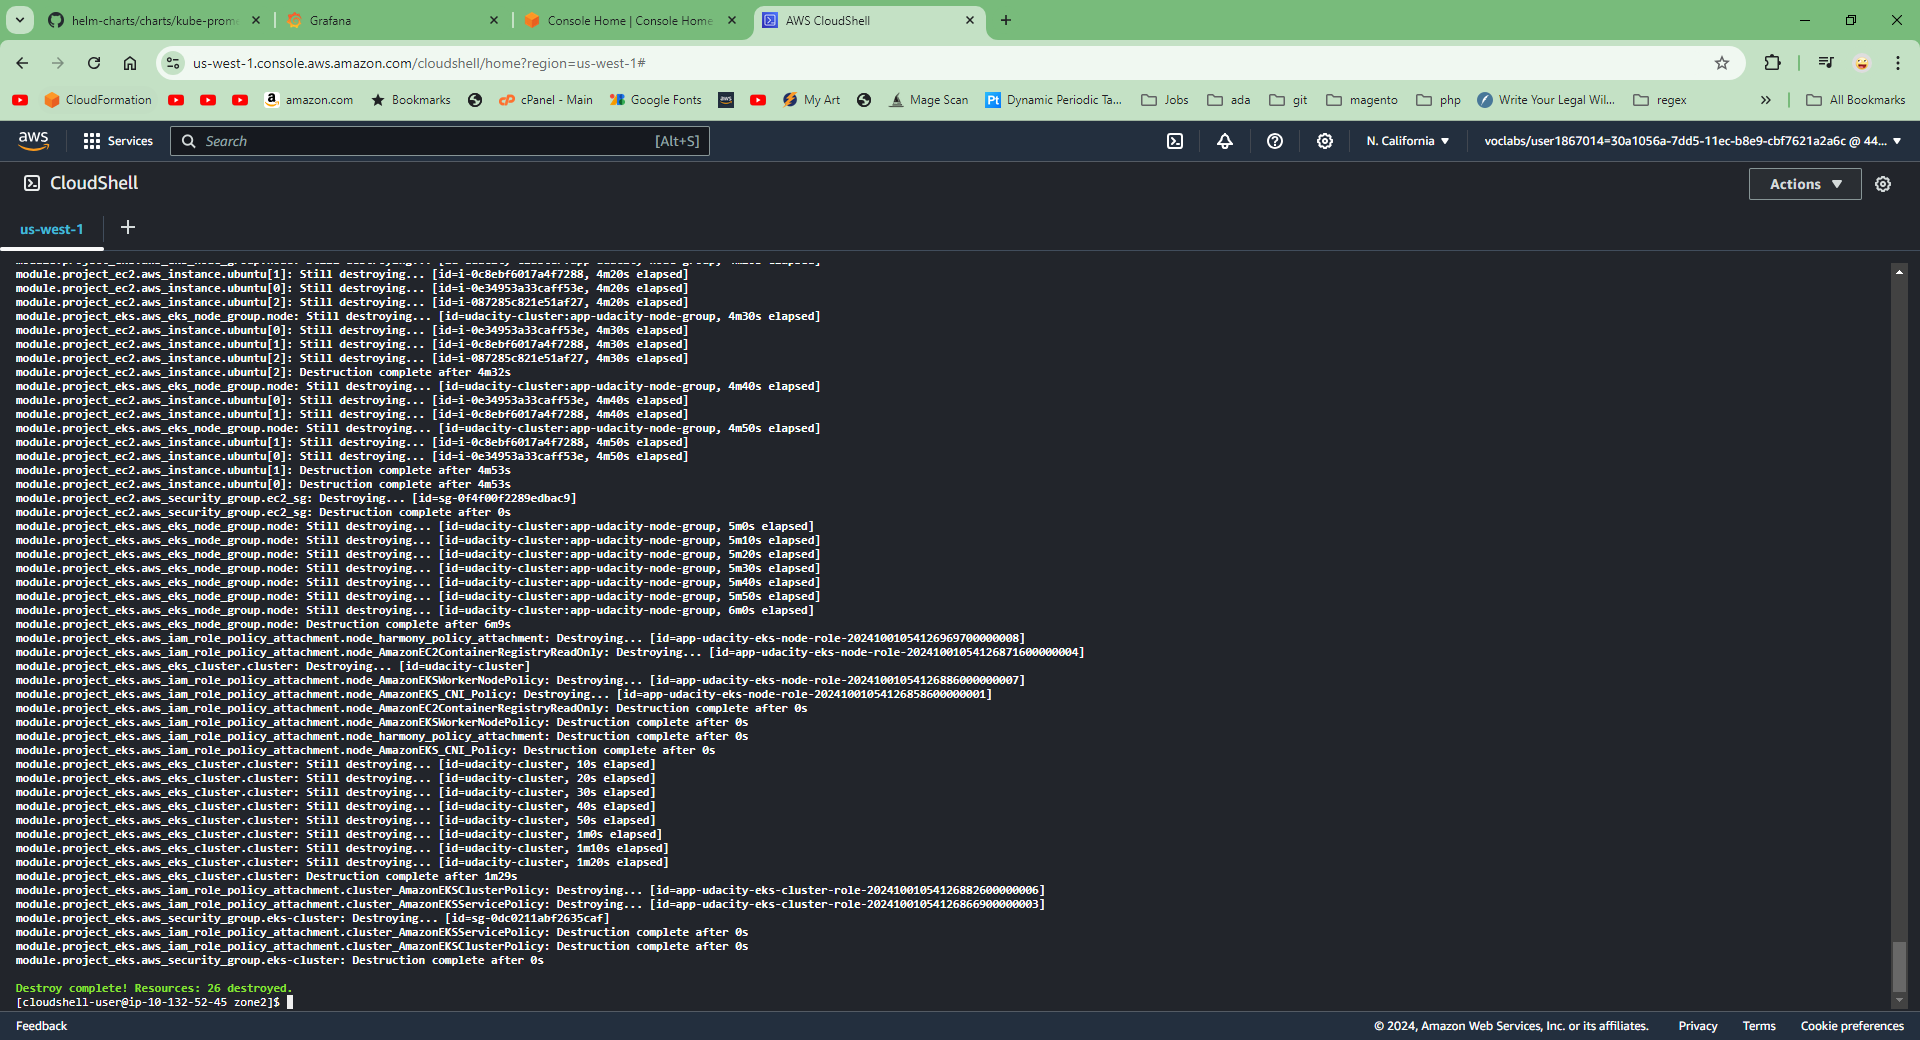 helm-charts/charts/kube-prome
Grafana
Console Home | Console Home
AWS CloudShell
us-west-1.console.aws.amazon.com/cloudshell/home?region=us-west-1#
CloudFormation
amazon.com
Bookmarks
cPanel - Main
Google Fonts
aws
My Art
Mage Scan
Pt Dynamic Periodic Ta...
Jobs
ada
git
magento
php
Write Your Legal Wil...
regex
All Bookmarks
aws
Services
Search
[Alt+S]
N. California
voclabs/user1867014=30a1056a-7dd5-11ec-b8e9-cbf7621a2a6c @ 44...
CloudShell
Actions
us-west-1
module.project_ec2.aws_instance.ubuntu[1]: Still destroying... [id=i-0c8ebf6017a4f7288, 4m20s elapsed]
module.project_ec2.aws_instance.ubuntu[0]: Still destroying... [id=i-0e34953a33caff53e, 4m20s elapsed]
module.project_ec2.aws_instance.ubuntu[2]: Still destroying... [id=i-087285c821e51af27, 4m20s elapsed]
module.project_eks.aws_eks_node_group.node: Still destroying... [id=udacity-cluster:app-udacity-node-group, 4m30s elapsed]
module.project_ec2.aws_instance.ubuntu[0]: Still destroying... [id=i-0e34953a33caff53e, 4m30s elapsed]
module.project_ec2.aws_instance.ubuntu[1]: Still destroying... [id=i-0c8ebf6017a4f7288, 4m30s elapsed]
module.project_ec2.aws_instance.ubuntu[2]: Still destroying... [id=i-087285c821e51af27, 4m30s elapsed]
module.project_ec2.aws_instance.ubuntu[2]: Destruction complete after 4m32s
module.project_eks.aws_eks_node_group.node: Still destroying... [id=udacity-cluster:app-udacity-node-group, 4m40s elapsed]
module.project_ec2.aws_instance.ubuntu[0]: Still destroying... [id=i-0e34953a33caff53e, 4m40s elapsed]
module.project_ec2.aws_instance.ubuntu[1]: Still destroying... [id=i-0c8ebf6017a4f7288, 4m40s elapsed]
module.project_eks.aws_eks_node_group.node: Still destroying... [id=udacity-cluster:app-udacity-node-group, 4m50s elapsed]
module.project_ec2.aws_instance.ubuntu[1]: Still destroying... [id=i-0c8ebf6017a4f7288, 4m50s elapsed]
module.project_ec2.aws_instance.ubuntu[0]: Still destroying... [id=i-0e34953a33caff53e, 4m50s elapsed]
module.project_ec2.aws_instance.ubuntu[1]: Destruction complete after 4m53s
module.project_ec2.aws_instance.ubuntu[0]: Destruction complete after 4m53s
module.project_ec2.aws_security_group.ec2_sg: Destroying... [id=sg-0f4f00f2289edbac9]
module.project_ec2.aws_security_group.ec2_sg: Destruction complete after 0s
module.project_eks.aws_eks_node_group.node: Still destroying... [id=udacity-cluster:app-udacity-node-group, 5m0s elapsed]
module.project_eks.aws_eks_node_group.node: Still destroying... [id=udacity-cluster:app-udacity-node-group, 5m10s elapsed]
module.project_eks.aws_eks_node_group.node: Still destroying... [id=udacity-cluster:app-udacity-node-group, 5m20s elapsed]
module.project_eks.aws_eks_node_group.node: Still destroying... [id=udacity-cluster:app-udacity-node-group, 5m30s elapsed]
module.project_eks.aws_eks_node_group.node: Still destroying... [id=udacity-cluster:app-udacity-node-group, 5m40s elapsed]
module.project_eks.aws_eks_node_group.node: Still destroying... [id=udacity-cluster:app-udacity-node-group, 5m50s elapsed]
module.project_eks.aws_eks_node_group.node: Still destroying... [id=udacity-cluster:app-udacity-node-group, 6m0s elapsed]
module.project_eks.aws_eks_node_group.node: Destruction complete after 6m9s
module.project_eks.aws_iam_role_policy_attachment.node_harmony_policy_attachment: Destroying... [id=app-udacity-eks-node-role-20241001054126969700000008]
module.project_eks.aws_iam_role_policy_attachment.node_AmazonEC2ContainerRegistryReadOnly: Destroying... [id=app-udacity-eks-node-role-20241001054126871600000004]
module.project_eks.aws_eks_cluster.cluster: Destroying... [id=udacity-cluster]
module.project_eks.aws_iam_role_policy_attachment.node_AmazonEKSWorkerNodePolicy: Destroying... [id=app-udacity-eks-node-role-20241001054126886000000007]
module.project_eks.aws_iam_role_policy_attachment.node_AmazonEKS_CNI_Policy: Destroying... [id=app-udacity-eks-node-role-20241001054126858600000001]
module.project_eks.aws_iam_role_policy_attachment.node_AmazonEC2ContainerRegistryReadOnly: Destruction complete after 0s
module.project_eks.aws_iam_role_policy_attachment.node_AmazonEKSWorkerNodePolicy: Destruction complete after 0s
module.project_eks.aws_iam_role_policy_attachment.node_harmony_policy_attachment: Destruction complete after 0s
module.project_eks.aws_iam_role_policy_attachment.node_AmazonEKS_CNI_Policy: Destruction complete after 0s
module.project_eks.aws_eks_cluster.cluster: Still destroying... [id=udacity-cluster, 10s elapsed]
module.project_eks.aws_eks_cluster.cluster: Still destroying... [id=udacity-cluster, 20s elapsed]
module.project_eks.aws_eks_cluster.cluster: Still destroying... [id=udacity-cluster, 30s elapsed]
module.project_eks.aws_eks_cluster.cluster: Still destroying... [id=udacity-cluster, 40s elapsed]
module.project_eks.aws_eks_cluster.cluster: Still destroying... [id=udacity-cluster, 50s elapsed]
module.project_eks.aws_eks_cluster.cluster: Still destroying... [id=udacity-cluster, 1m0s elapsed]
module.project_eks.aws_eks_cluster.cluster: Still destroying... [id=udacity-cluster, 1m10s elapsed]
module.project_eks.aws_eks_cluster.cluster: Still destroying... [id=udacity-cluster, 1m20s elapsed]
module.project_eks.aws_eks_cluster.cluster: Destruction complete after 1m29s
module.project_eks.aws_iam_role_policy_attachment.cluster_AmazonEKSClusterPolicy: Destroying... [id=app-udacity-eks-cluster-role-20241001054126882600000006]
module.project_eks.aws_iam_role_policy_attachment.cluster_AmazonEKSServicePolicy: Destroying... [id=app-udacity-eks-cluster-role-20241001054126866900000003]
module.project_eks.aws_security_group.eks-cluster: Destroying... [id=sg-0dc0211abf2635caf]
module.project_eks.aws_iam_role_policy_attachment.cluster_AmazonEKSServicePolicy: Destruction complete after 0s
module.project_eks.aws_iam_role_policy_attachment.cluster_AmazonEKSClusterPolicy: Destruction complete after 0s
module.project_eks.aws_security_group.eks-cluster: Destruction complete after 0s
Destroy complete! Resources: 26 destroyed.
[cloudshell-user@ip-10-132-52-45 zone2]$
Feedback
© 2024, Amazon Web Services, Inc. or its affiliates.
Privacy
Terms
Cookie preferences